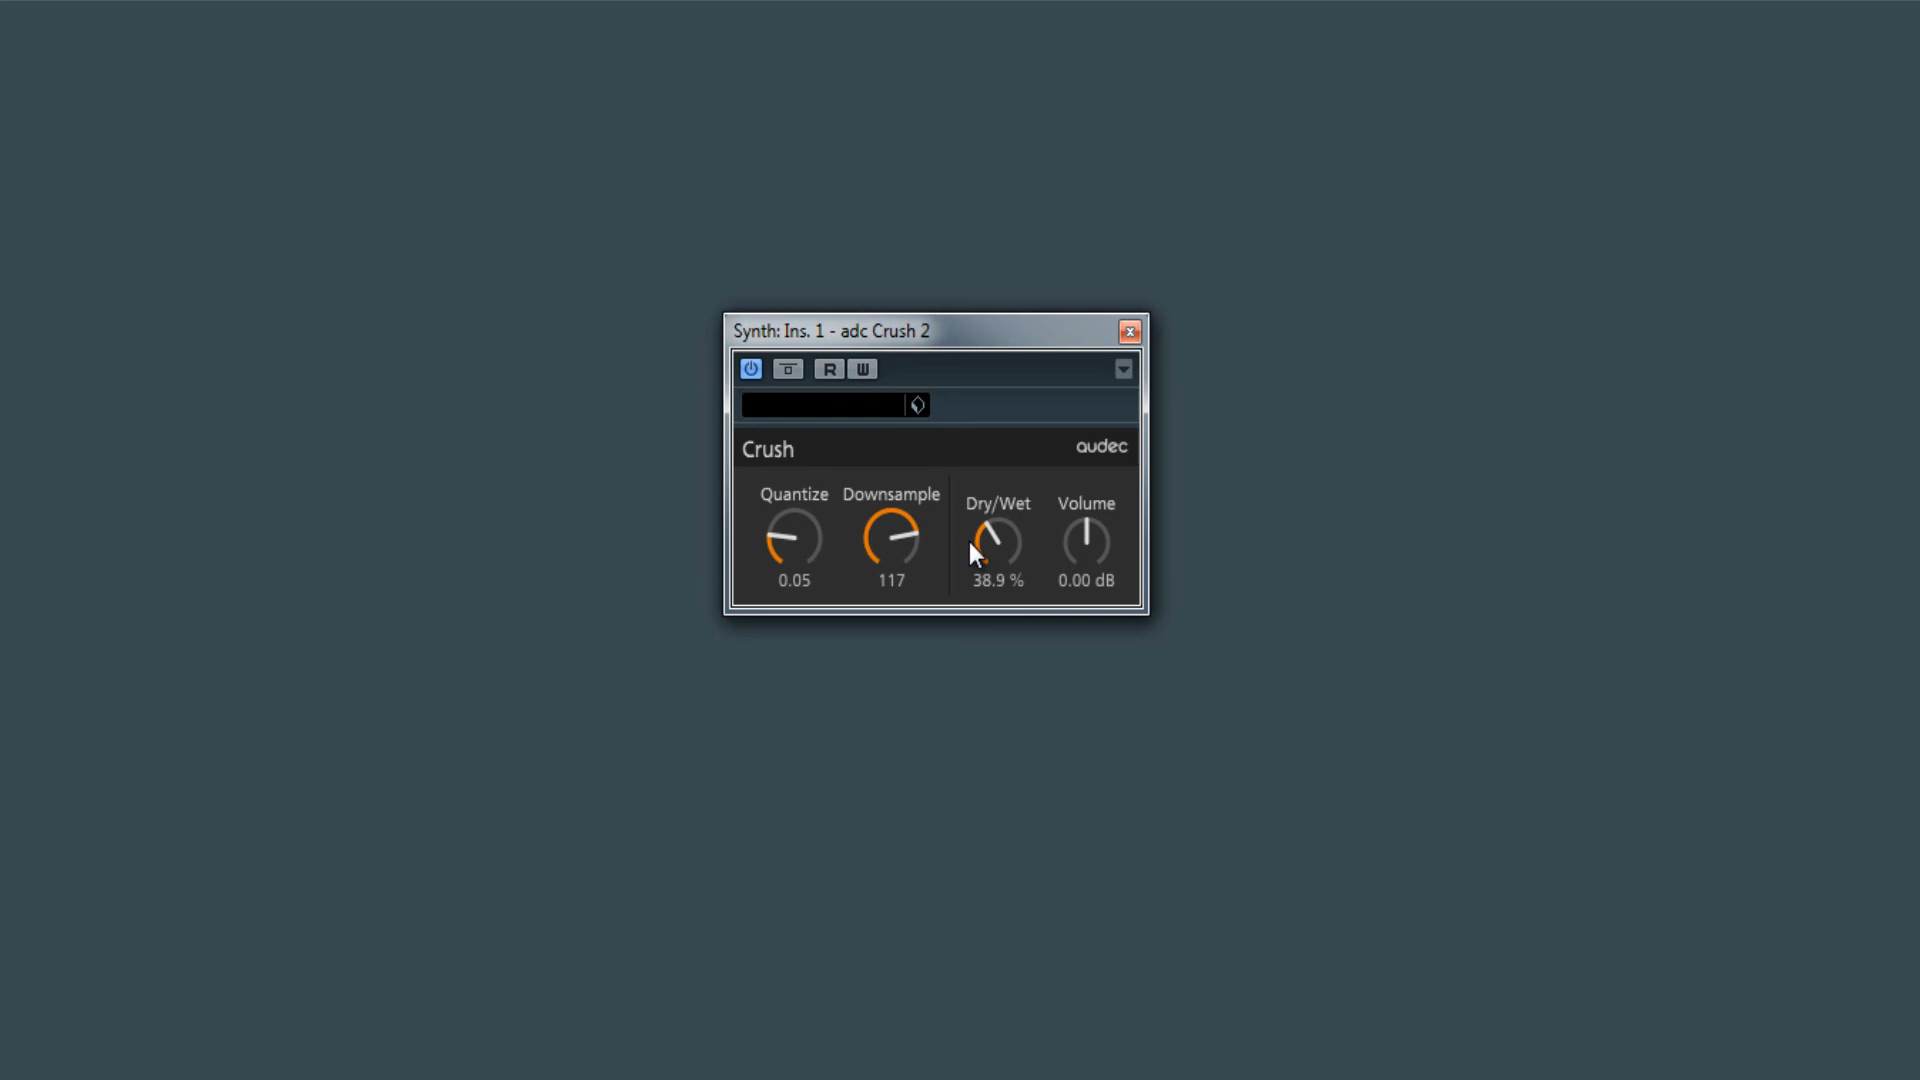 Synth: Ins. 1 - adc Crush 2
R W
Crush audec
Quantize Downsample Dry/Wet Volume
0.05 117 38.9 % 0.00 dB